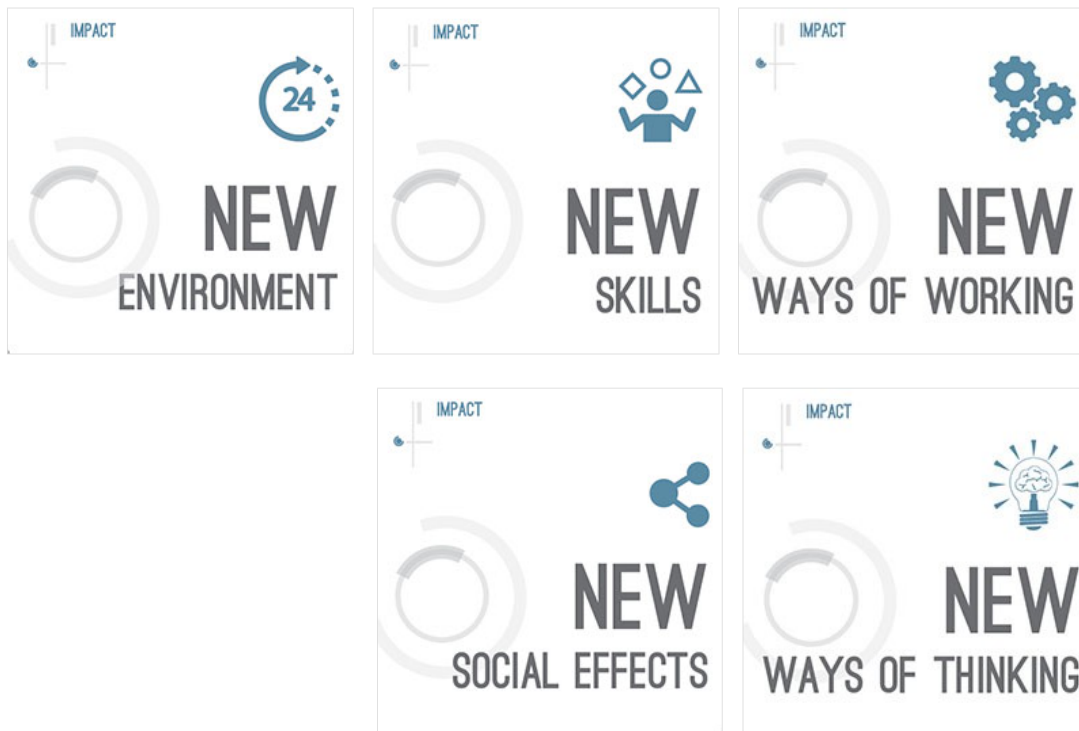 IMPACT
24
NEW
ENVIRONMENT
IMPACT
NEW
SKILLS
IMPACT
NEW
WAYS OF WORKING
IMPACT
NEW
SOCIAL EFFECTS
IMPACT
NEW
WAYS OF THINKING